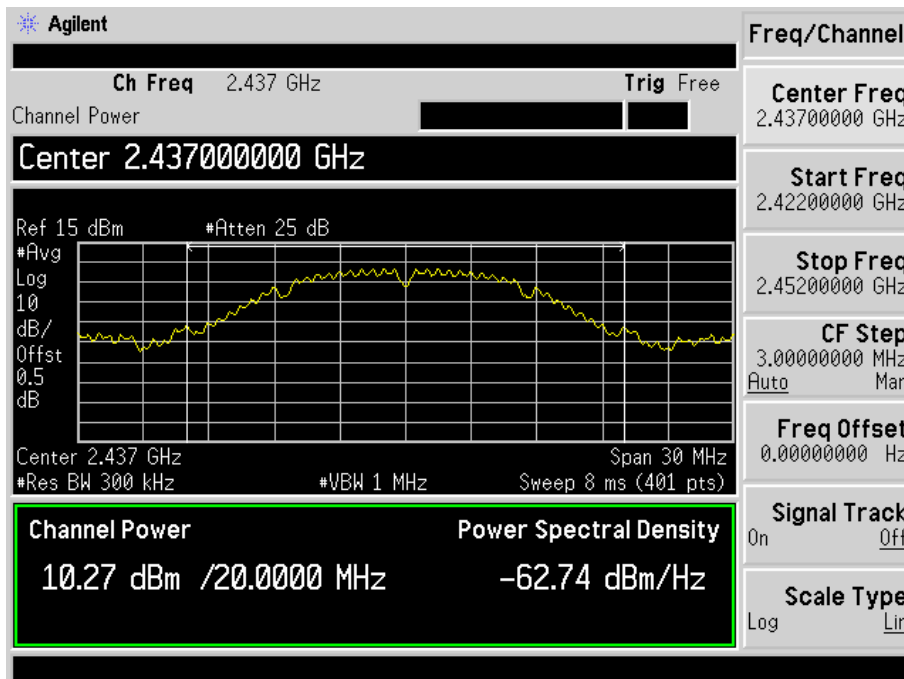 Agilent
Freq/Channel
Ch Freq 2.437 GHz Trig Free
Channel Power
Center 2.437000000 GHz
Ref 15 dBm #Atten 25 dB
#Avg
Log
10
dB/
Offst
0.5
dB
Center 2.437 GHz Span 30 MHz
#Res BW 300 kHz #VBW 1 MHz Sweep 8 ms (401 pts)
Channel Power Power Spectral Density
10.27 dBm /20.0000 MHz -62.74 dBm/Hz
Center Freq
2.43700000 GHz
Start Freq
2.42200000 GHz
Stop Freq
2.45200000 GHz
CF Step
3.00000000 MHz
Auto Man
Freq Offset
0.00000000 Hz
Signal Track
On Off
Scale Type
Log Lin